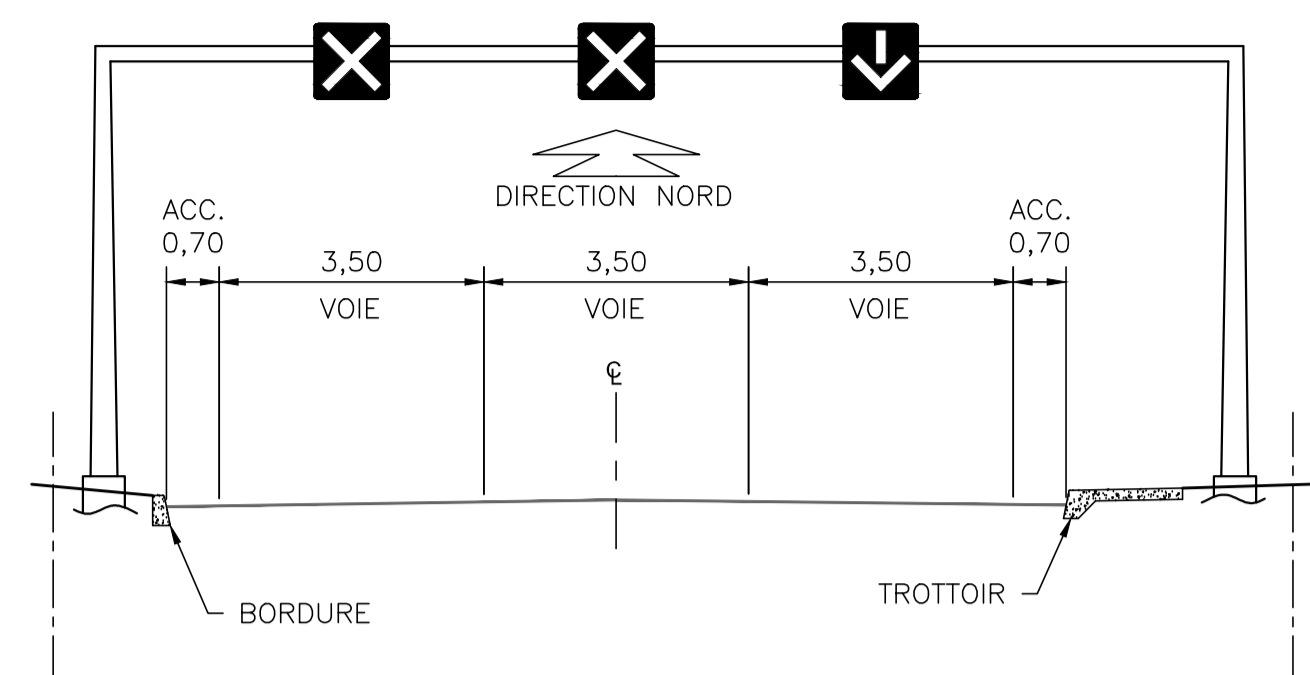 DIRECTION NORD
ACC.
0,70
3,50
VOIE
3,50
VOIE
3,50
VOIE
ACC.
0,70
℄
BORDURE
TROTTOIR